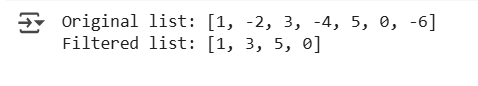 Original list: [1, -2, 3, -4, 5, 0, -6]
Filtered list: [1, 3, 5, 0]